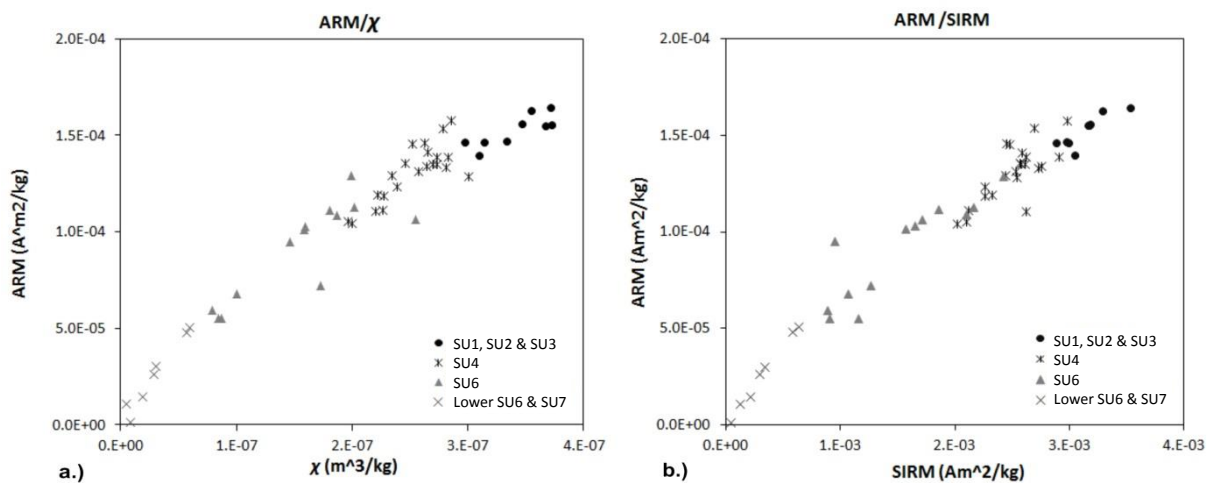 ARM/χ
2.0E-04
1.5E-04
1.0E-04
5.0E-05
0.0E+00
ARM (A^m2/kg)
SU1, SU2 & SU3
SU4
SU6
Lower SU6 & SU7
0.E+00
1.E-07
2.E-07
3.E-07
4.E-07
χ (m^3/kg)
a.)
ARM/SIRM
2.0E-04
1.5E-04
1.0E-04
5.0E-05
0.0E+00
ARM (Am^2/kg)
SU1, SU2 & SU3
SU4
SU6
Lower SU6 & SU7
0.E+00
1.E-03
2.E-03
3.E-03
4.E-03
SIRM (Am^2/kg)
b.)